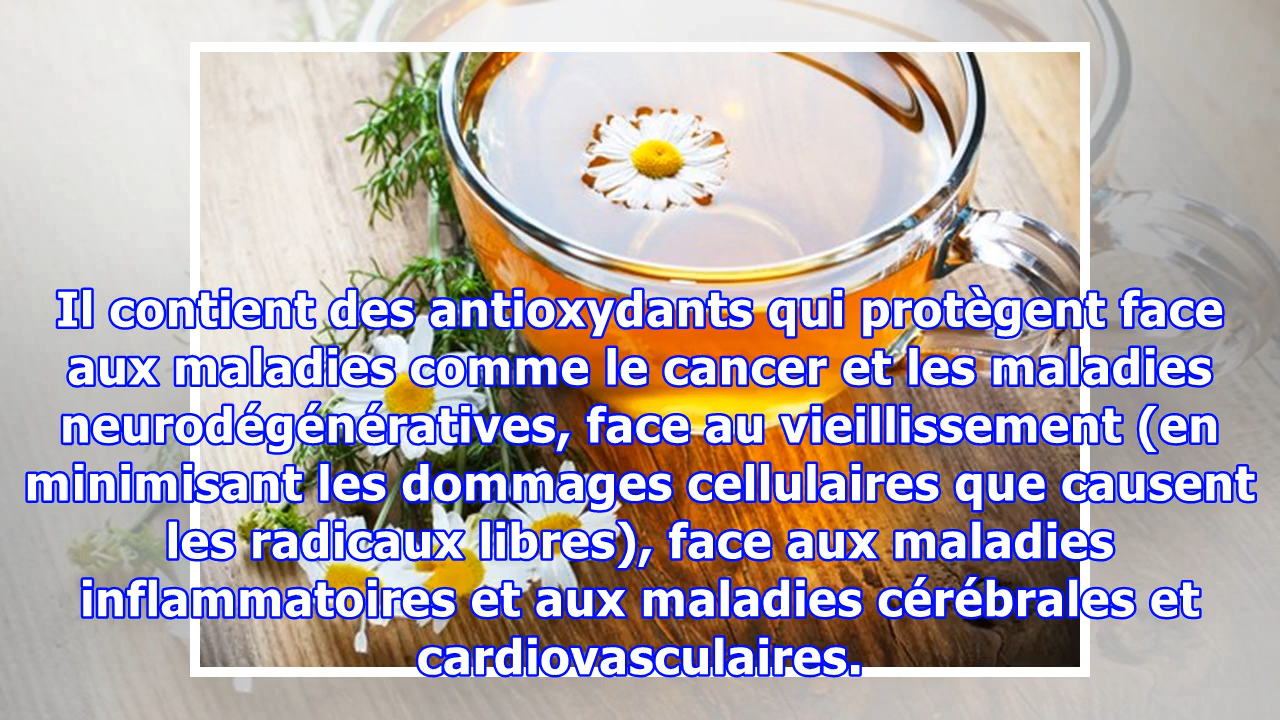 Il contient des antioxydants qui protègent face
aux maladies comme le cancer et les maladies
neurodégénératives, face au vieillissement (en
minimisant les dommages cellulaires que causent
les radicaux libres), face aux maladies
inflammatoires et aux maladies cérébrales et
cardiovasculaires.